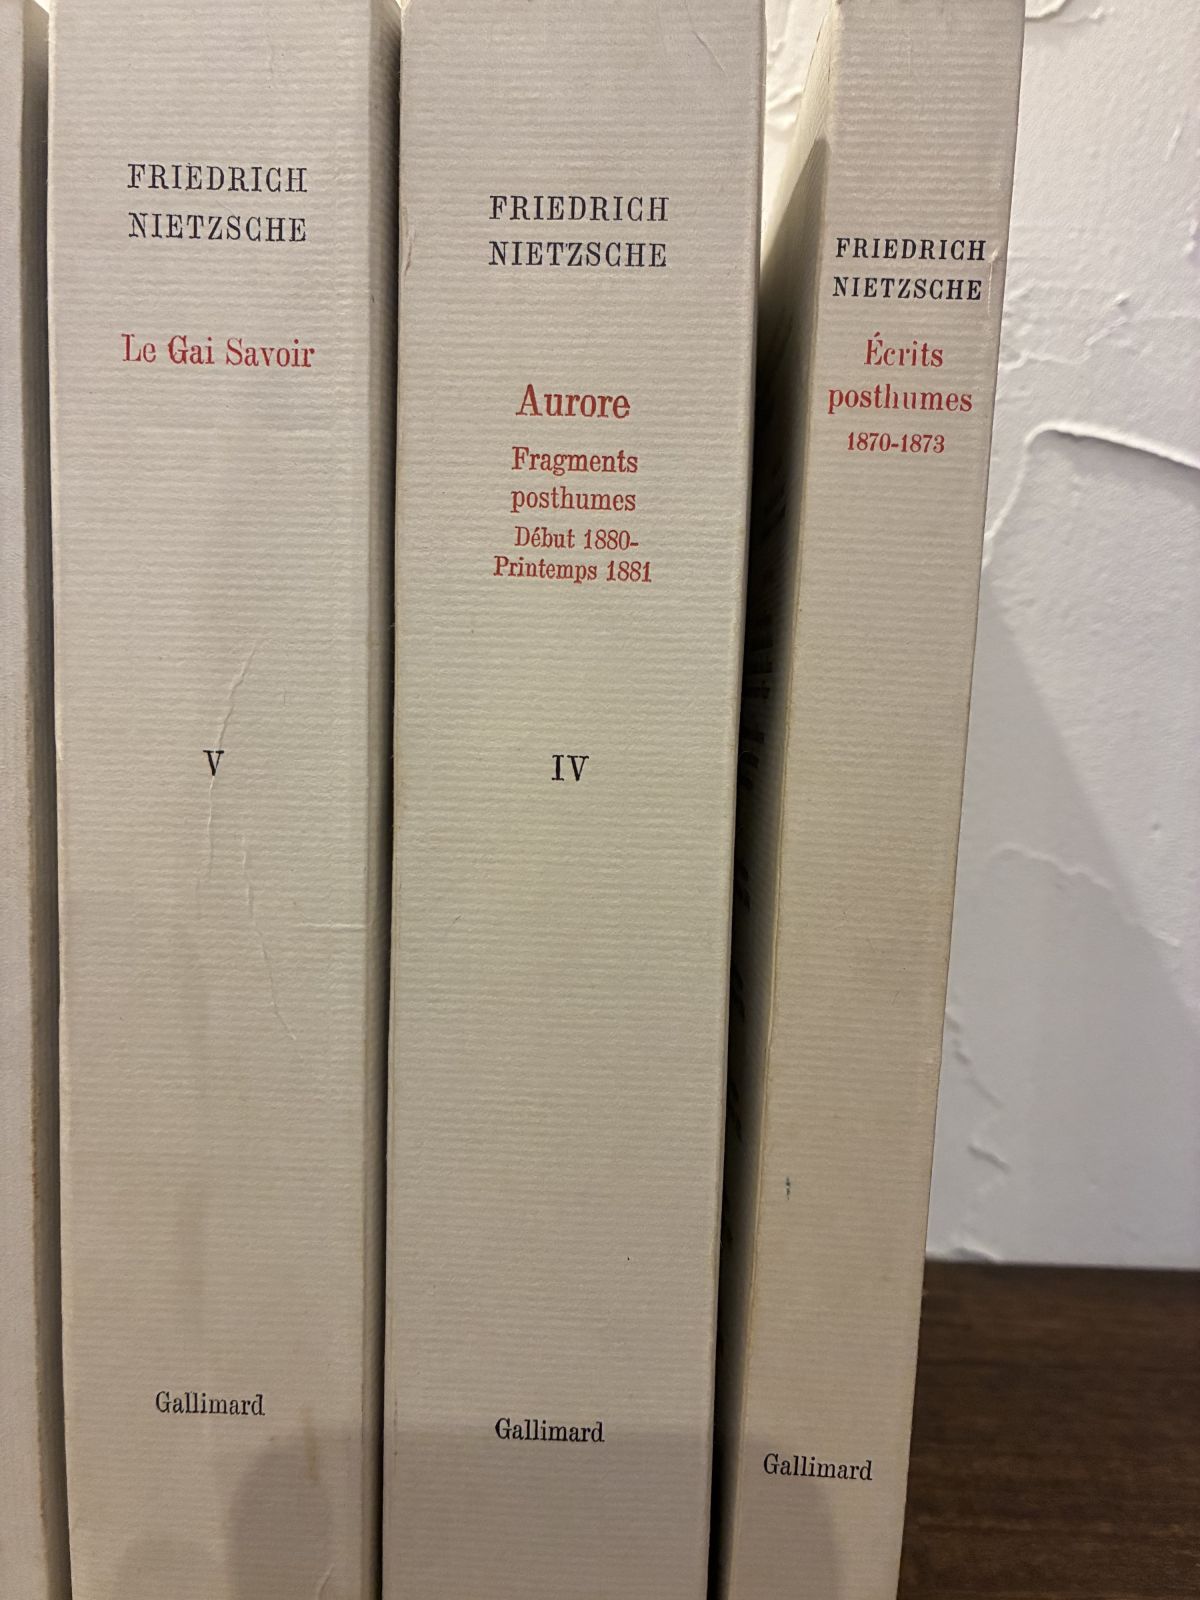 FRIEDRICH
NIETZSCHE
Le Gai Savoir
V
Gallimard
FRIEDRICH
NIETZSCHE
Aurore
Fragments
posthumes
Début 1880-
Printemps 1881
IV
Gallimard
FRIEDRICH
NIETZSCHE
Écrits
posthumes
1870-1873
Gallimard